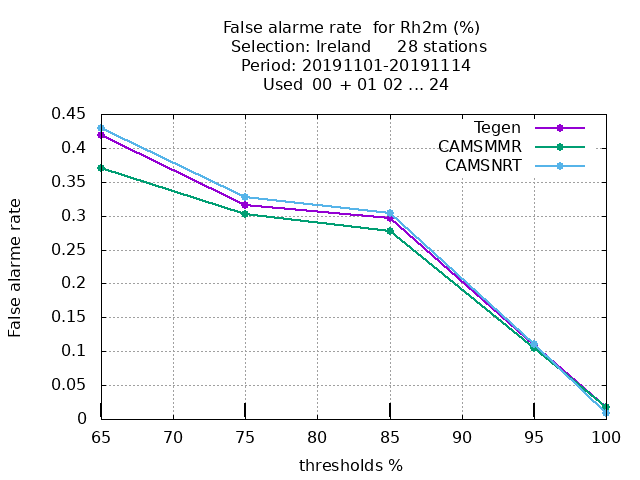 False alarme rate  for Rh2m (%)
Selection: Ireland     28 stations
Period: 20191101-20191114
Used  00  + 01 02 ... 24
0.45
0.4
0.35
0.3
0.25
0.2
0.15
0.1
0.05
0
False alarme rate
Tegen
CAMSMMR
CAMSNRT
65 70 75 80 85 90 95 100
thresholds %